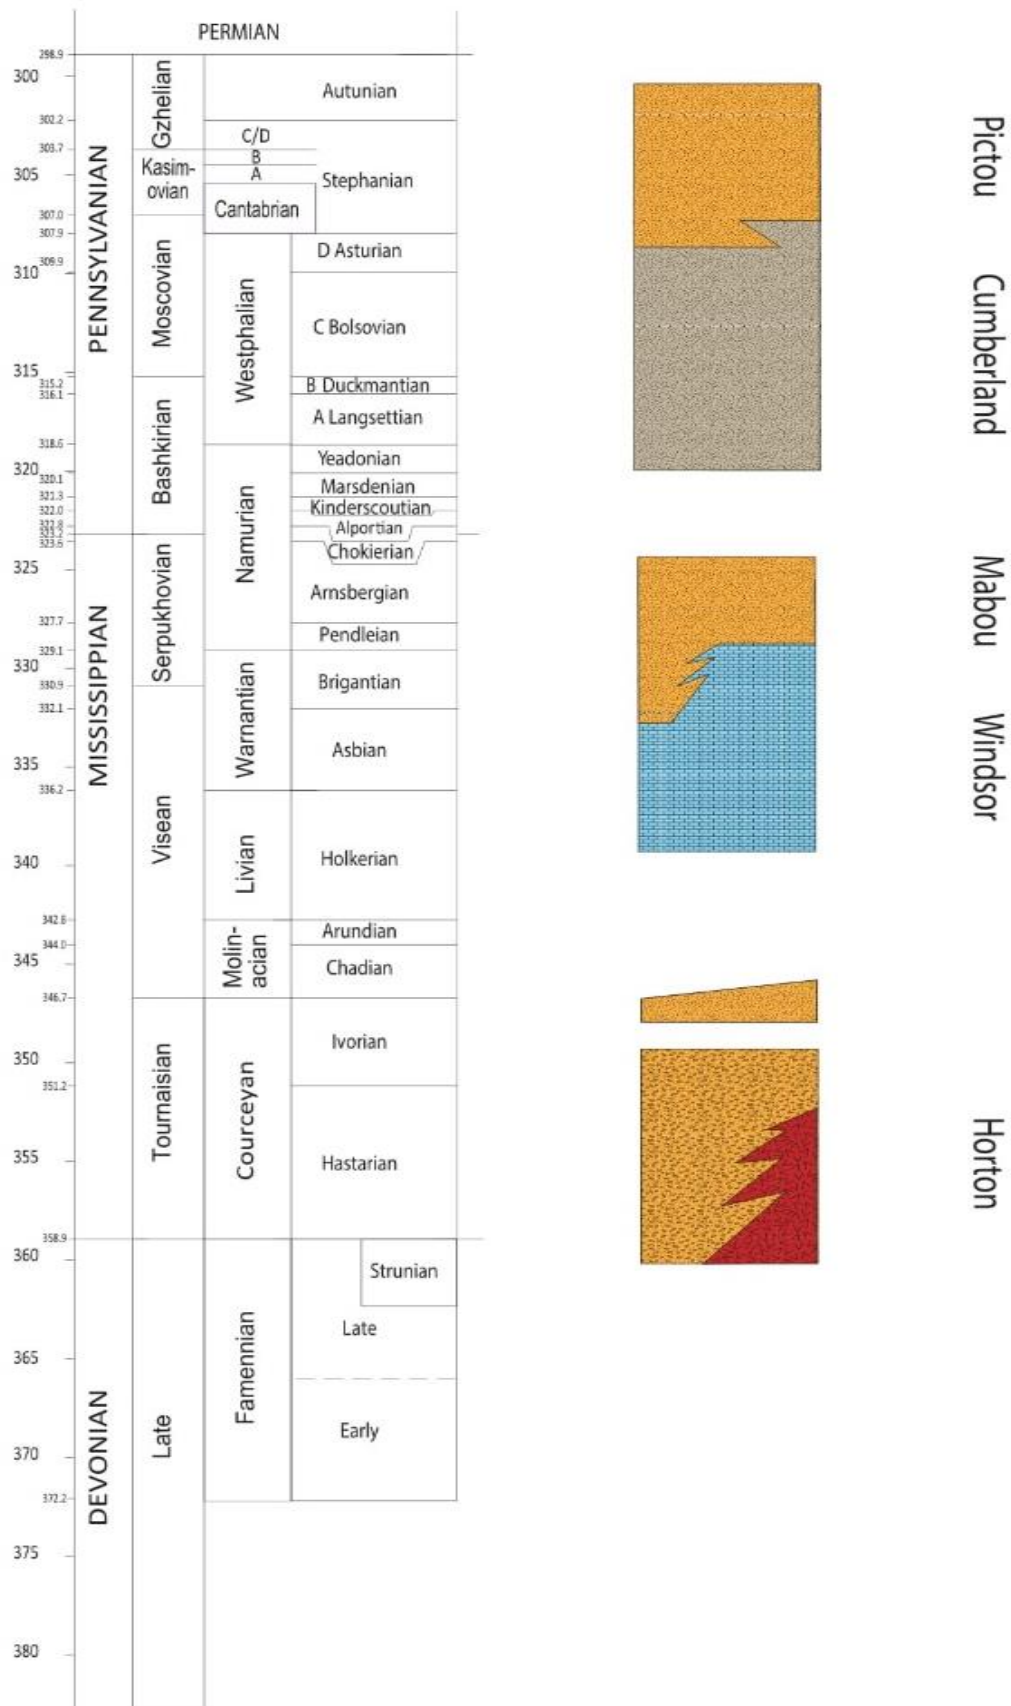 PERMIAN
298.9
300
Gzhelian
Autunian
302.2
303.7
C/D
B
A
305
Kasim-
ovian
Stephanian
307.0
Cantabrian
307.9
PENNSYLVANIAN
Moscovian
Westphalian
D Asturian
309.9
310
C Bolsovian
315
315.2
B Duckmantian
316.1
A Langsettian
Bashkirian
318.6
Yeadonian
320
320.1
Marsdenian
321.3
Kinderscoutian
322.0
322.8
Alportian
323.2
323.5
Chokierian
Namurian
325
Arnsbergian
Serpukhovian
327.7
Pendleian
329.1
330
330.9
Brigantian
332.1
MISSISSIPPIAN
Warnantian
Asbian
335
336.2
Visean
Livian
Holkerian
340
342.8
Arundian
344.0
Molin-
acian
345
Chadian
346.7
Ivorian
350
351.2
Tournaisian
Courceyan
Hastarian
355
358.9
360
Strunian
Late
Famennian
365
Early
370
372.2
DEVONIAN
Late
375
380
Pictou
Cumberland
Mabou
Windsor
Horton